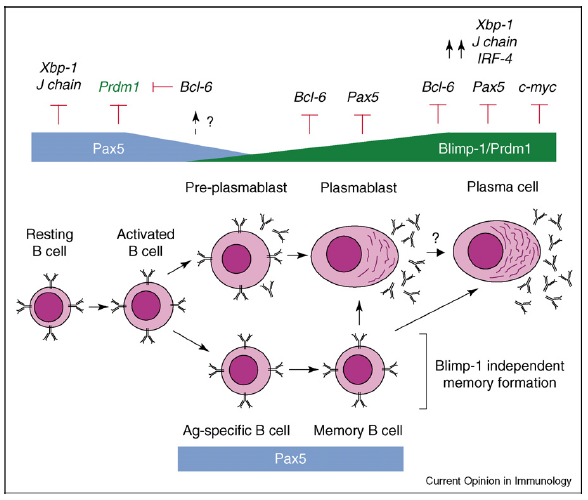 Xbp-1
J chain
IRF-4
Xbp-1
J chain
Prdm1
Bcl-6
?
Bcl-6
Pax5
Bcl-6
Pax5
c-myc
Pax5
Blimp-1/Prdm1
Pre-plasmablast
Plasmablast
Plasma cell
Resting
B cell
Activated
B cell
?
Blimp-1 independent
memory formation
Ag-specific B cell
Memory B cell
Pax5
Current Opinion in Immunology